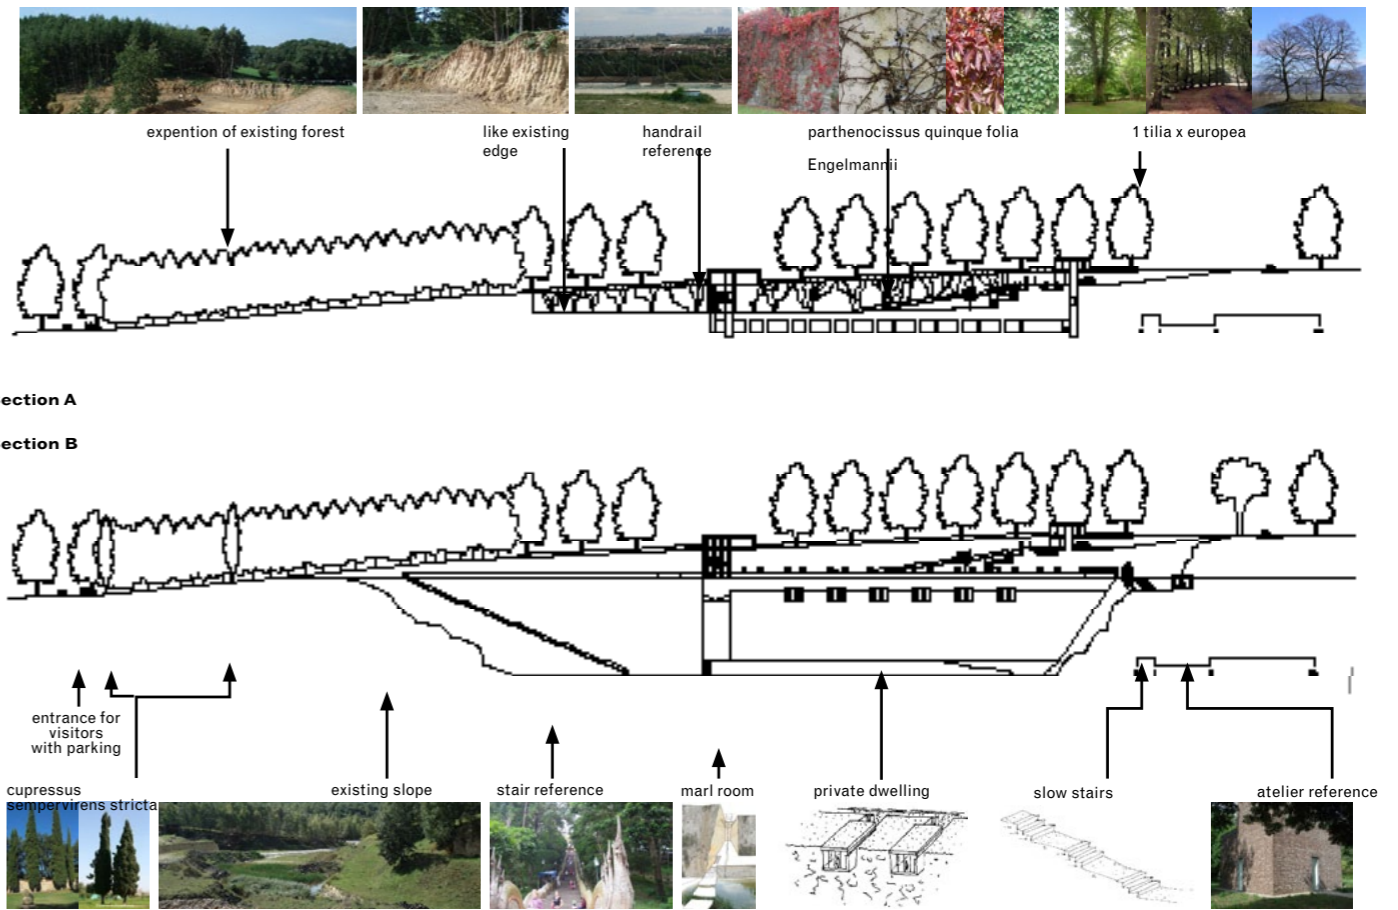 expention of existing forest
like existing
edge
handrail
reference
parthenocissus quinque folia
Engelmannii
1 tilia x europea
ection A
ection B
entrance for
visitors
with parking
cupressus
sempervirens stricta
existing slope
stair reference
marl room
private dwelling
slow stairs
atelier reference